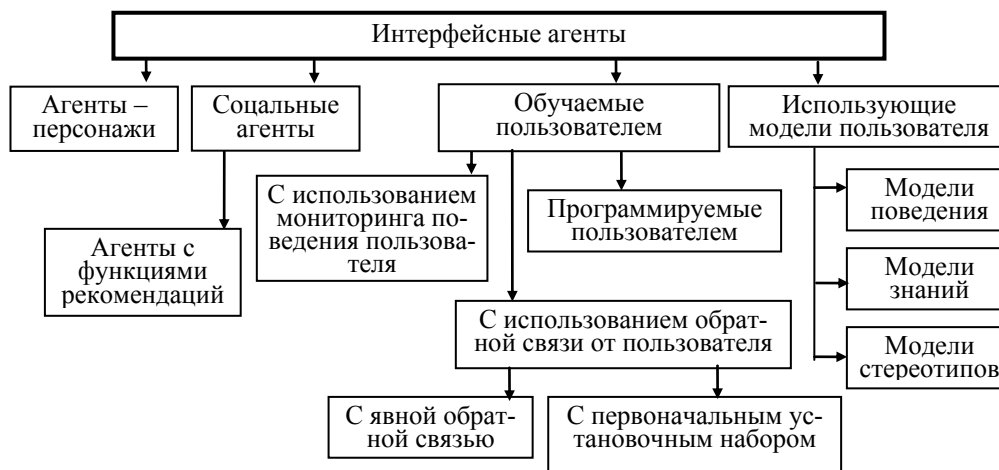 Интерфейсные агенты
Агенты –
персонажи
Соцальные
агенты
Обучаемые
пользователем
Использующие
модели пользователя
С использованием
мониторинга по-
ведения пользова-
теля
Программируемые
пользователем
Модели
поведения
Агенты с
функциями
рекомендаций
Модели
знаний
С использованием обрат-
ной связи от пользователя
Модели
стереотипов
С явной обрат-
ной связью
С первоначальным ус-
тановочным набором